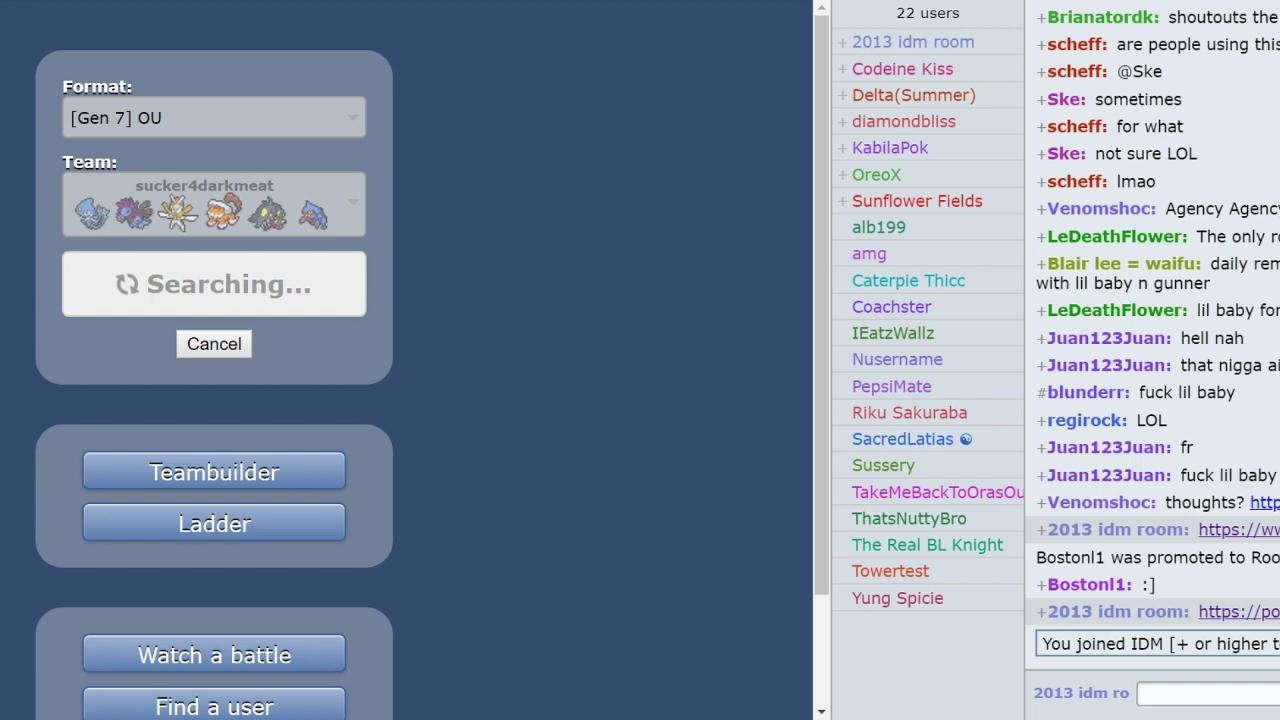 Format:
[Gen 7] OU
Team:
sucker4darkmeat
Searching...
Cancel
Teambuilder
Ladder
Watch a battle
Find a user
22 users
+ 2013 idm room
+ Codeine Kiss
+ Delta(Summer)
+ diamondbliss
+ KabilaPok
+ OreoX
+ Sunflower Fields
alb199
amg
Caterpie Thicc
Coachster
IEatzWallz
Nusername
PepsiMate
Riku Sakuraba
SacredLatias ☯
Sussery
TakeMeBackToOrasOu
ThatsNuttyBro
The Real BL Knight
Towertest
Yung Spicie
+Brianatordk: shoutouts the
+scheff: are people using this
+scheff: @Ske
+Ske: sometimes
+scheff: for what
+Ske: not sure LOL
+scheff: lmao
+Venomshoc: Agency Agency
+LeDeathFlower: The only ro
+Blair lee = waifu: daily rem
with lil baby n gunner
+LeDeathFlower: lil baby for
+Juan123Juan: hell nah
+Juan123Juan: that nigga ai
#blunderr: fuck lil baby
+regirock: LOL
+Juan123Juan: fr
+Juan123Juan: fuck lil baby
+Venomshoc: thoughts? http
+2013 idm room: https://ww
Bostonl1 was promoted to Roo
+Bostonl1: :]
+2013 idm room: https://po
You joined IDM [+ or higher t
2013 idm ro